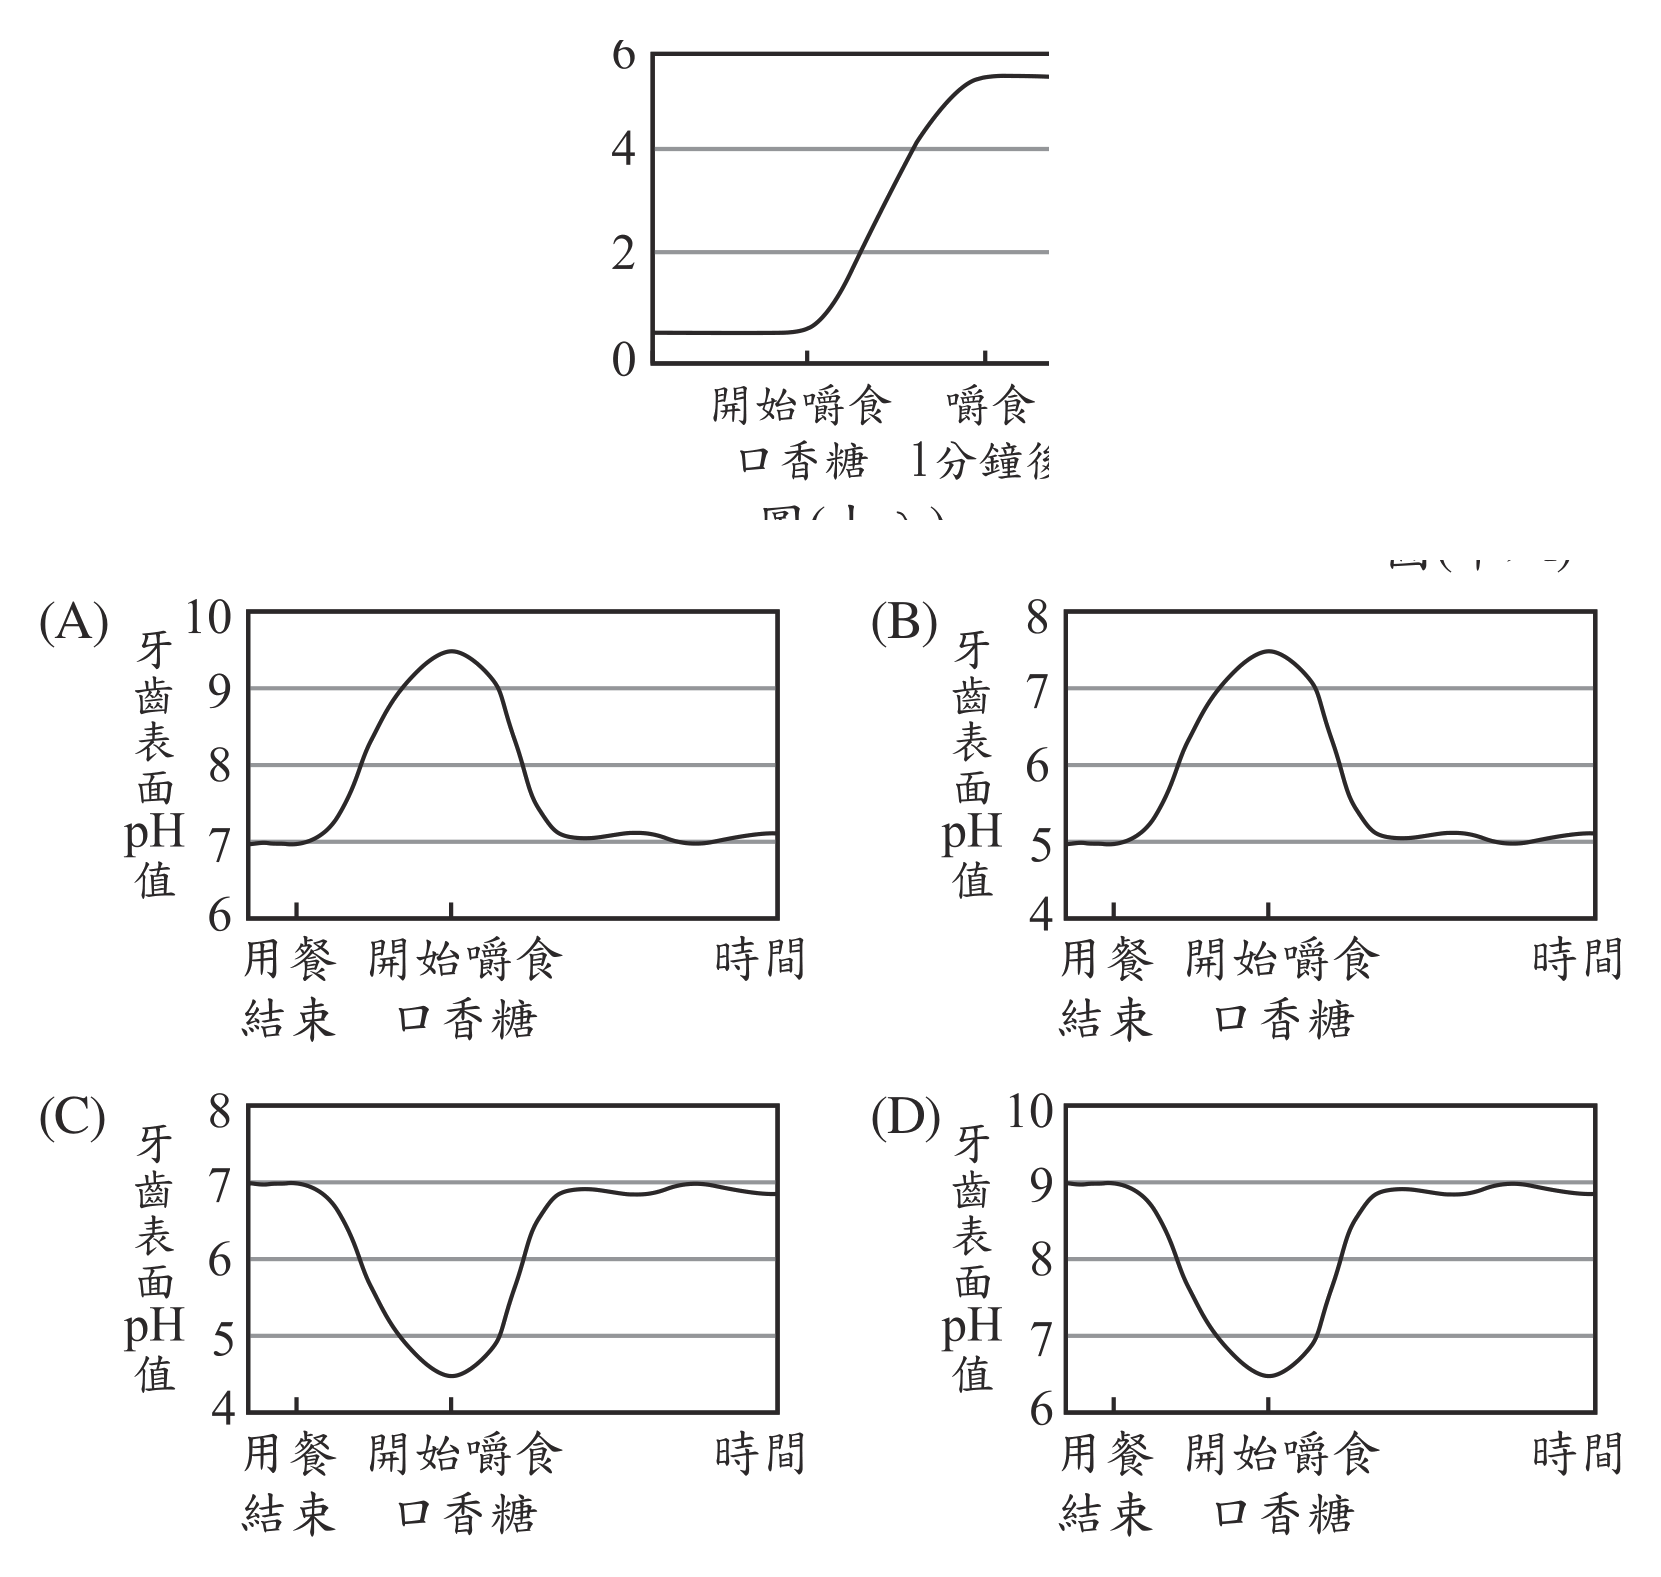 6
4
2
0
開始嚼食 嚼食
口香糖 1分鐘
(A) 牙齒表面pH值 10 9 8 7 6
用餐 開始嚼食 時間
結束 口香糖
(B) 牙齒表面pH值 8 7 6 5 4
用餐 開始嚼食 時間
結束 口香糖
(C) 牙齒表面pH值 8 7 6 5 4
用餐 開始嚼食 時間
結束 口香糖
(D) 牙齒表面pH值 10 9 8 7 6
用餐 開始嚼食 時間
結束 口香糖